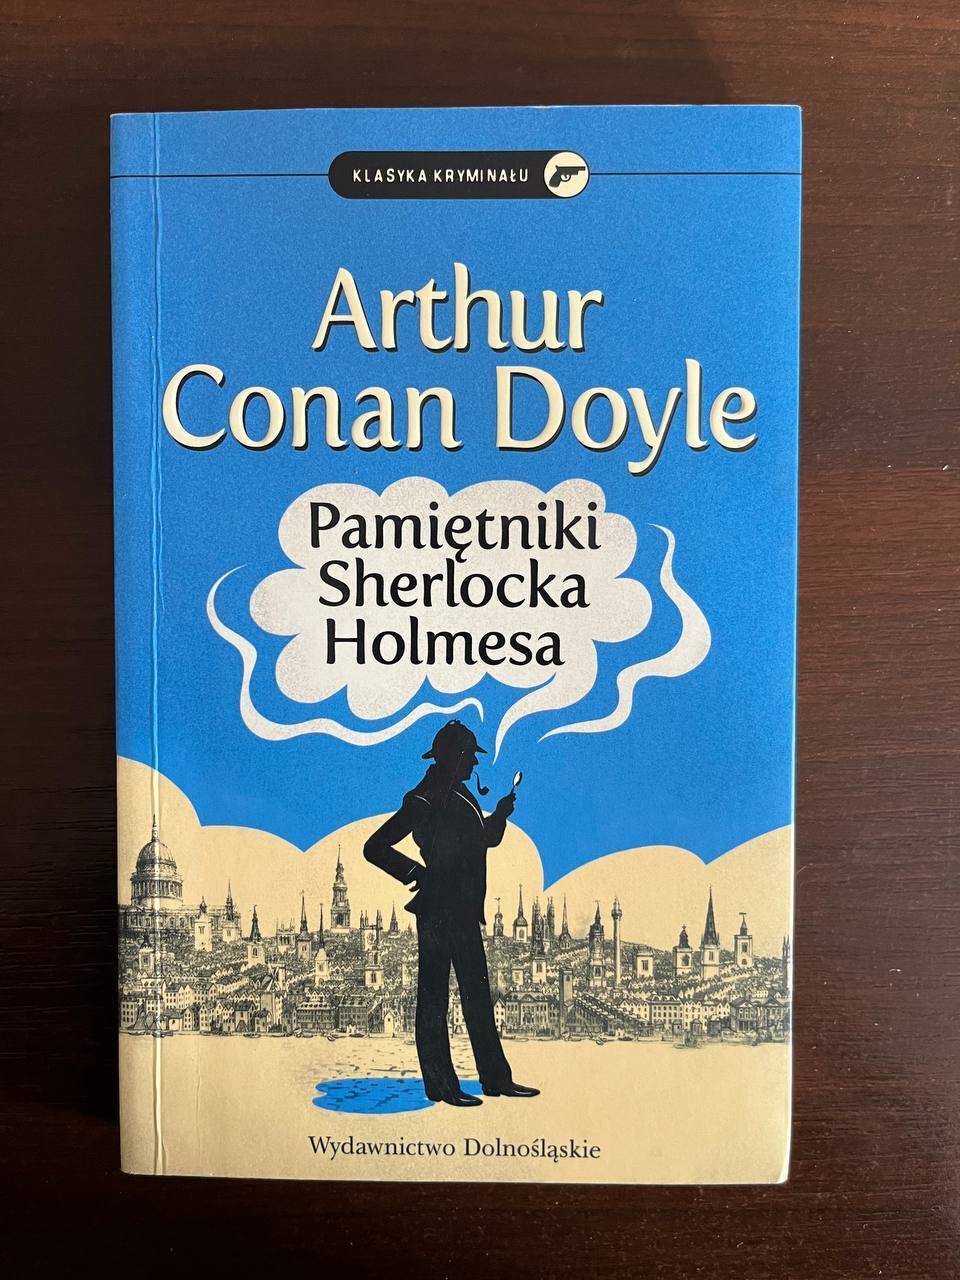 KLASYKA KRYMINAŁU
Arthur
Conan Doyle
Pamiętniki
Sherlocka
Holmesa
Wydawnictwo Dolnośląskie